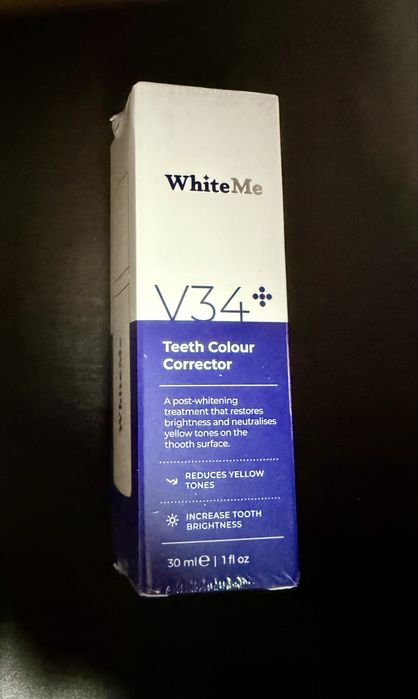 WhiteMe
V34
Teeth Colour
Corrector
A post-whitening
treatment that restores
brightness and neutralises
yellow tones on the
thooth surface.
REDUCES YELLOW
TONES
INCREASE TOOTH
BRIGHTNESS
30 ml℮ | 1 fl oz
WhiteMe